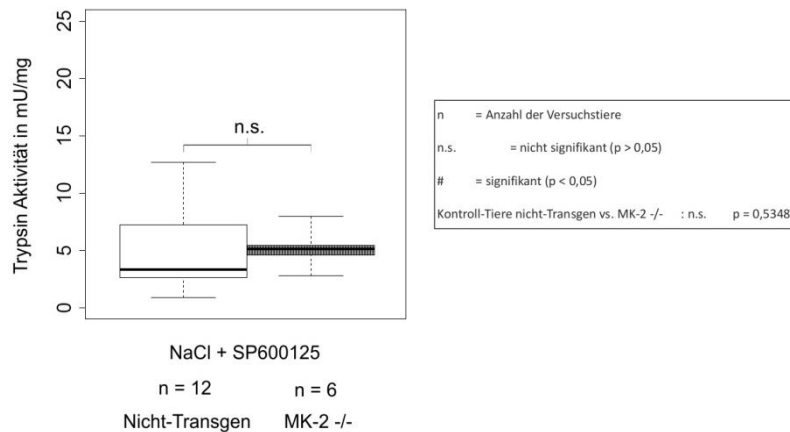 25
20
15
10
5
0
Trypsin Aktivität in mU/mg
n.s.
NaCl + SP600125
n = 12 n = 6
Nicht-Transgen MK-2 -/-
n = Anzahl der Versuchstiere
n.s. = nicht signifikant (p > 0,05)
# = signifikant (p < 0,05)
Kontroll-Tiere nicht-Transgen vs. MK-2 -/- : n.s. p = 0,5348